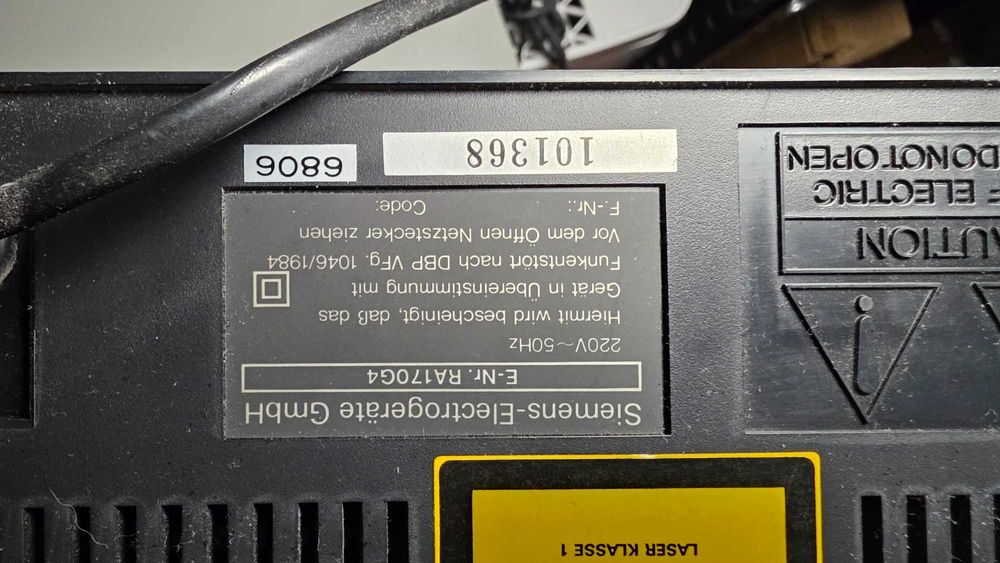 LASER KLASSE 1
AUTION
F ELECTRIC
DO NOT OPEN
Siemens-Electrogeräte GmbH
E-Nr. RA170G4
220V~50Hz
Hiermit wird bescheinigt, daß das
Gerät in Übereinstimmung mit
Funkentstört nach DBP VFg. 1046/1984
Vor dem Öffnen Netzstecker ziehen
F.-Nr.: Code:
101368 6806